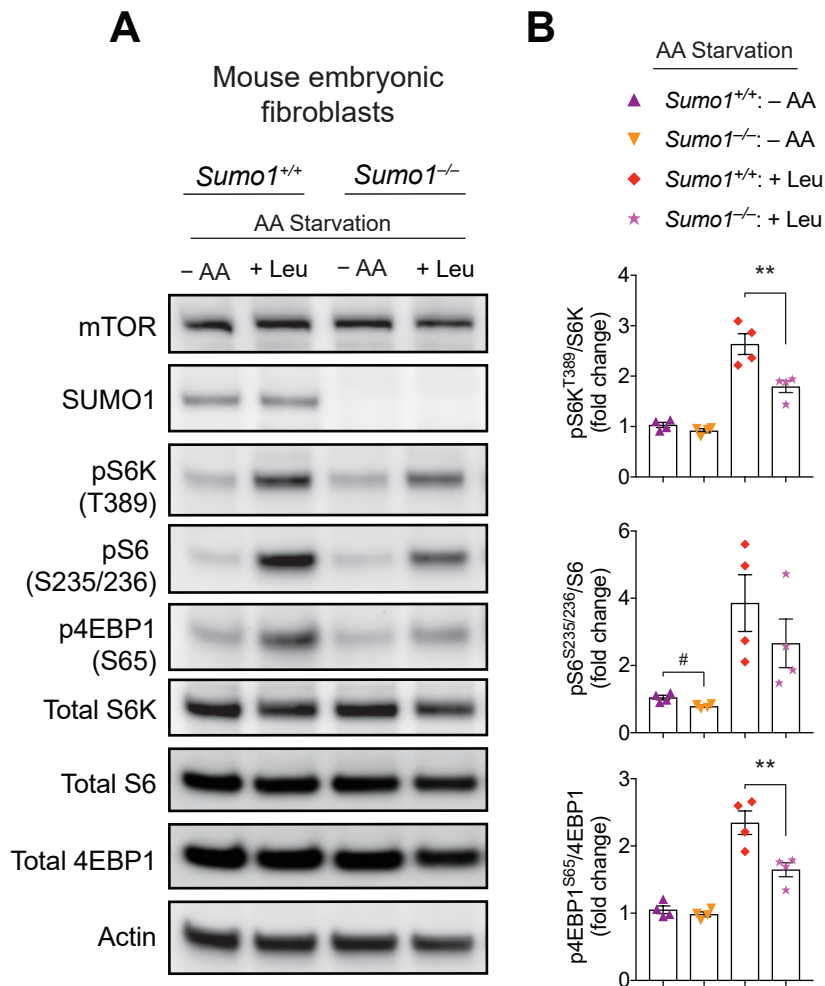 A
Mouse embryonic
fibroblasts
Sumo1+/+ Sumo1–/–
AA Starvation
– AA + Leu – AA + Leu
mTOR
SUMO1
pS6K
(T389)
pS6
(S235/236)
p4EBP1
(S65)
Total S6K
Total S6
Total 4EBP1
Actin
B
AA Starvation
Sumo1+/+: – AA
Sumo1–/–: – AA
Sumo1+/+: + Leu
Sumo1–/–: + Leu
pS6KT389/S6K
(fold change)
4
3
2
1
0
**
pS6S235/236/S6
(fold change)
6
4
2
0
#
p4EBP1S65/4EBP1
(fold change)
3
2
1
0
**